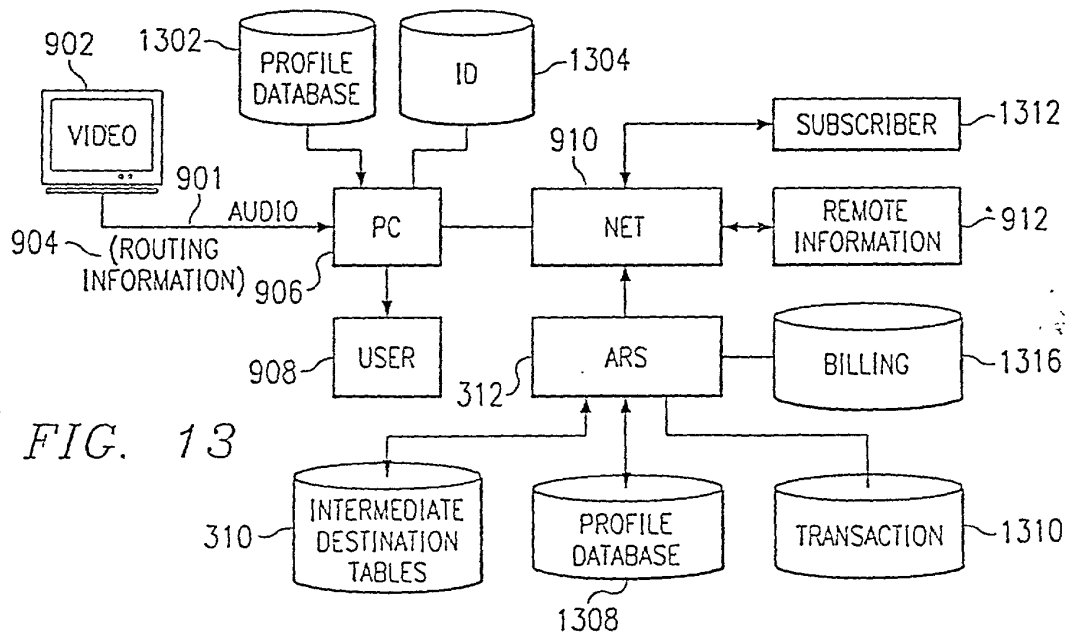 1302
902
PROFILE
DATABASE
ID
1304
VIDEO
910
SUBSCRIBER
1312
901
AUDIO
PC
NET
REMOTE
INFORMATION
912
904
(ROUTING
INFORMATION)
906
USER
908
ARS
312
BILLING
1316
FIG. 13
INTERMEDIATE
DESTINATION
TABLES
310
PROFILE
DATABASE
1308
TRANSACTION
1310